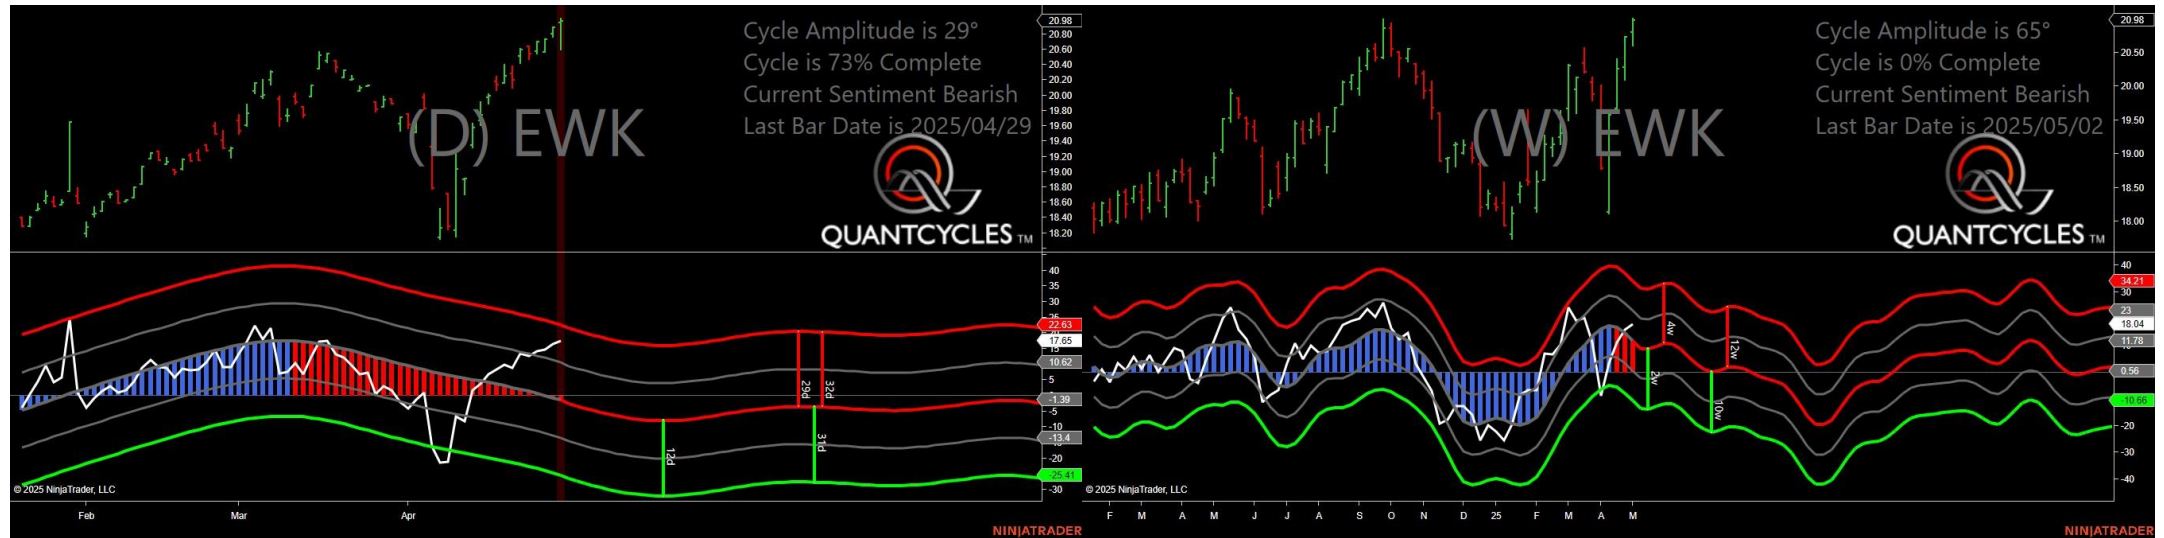 Cycle Amplitude is 29°
Cycle is 73% Complete
Current Sentiment Bearish
Last Bar Date is 2025/04/29
(D) EWK
QUANTCYCLES TM
20.98
20.80
20.60
20.40
20.20
20.00
19.80
19.60
19.40
19.20
19.00
18.80
18.60
18.40
18.20
40
35
30
25
22.63
17.65
15
10.62
5
-1.39
-5
-10
-13.4
-20
-25.41
-30
12d
29d
32d
31d
© 2025 NinjaTrader, LLC
Feb
Mar
Apr
NINJATRADER
Cycle Amplitude is 65°
Cycle is 0% Complete
Current Sentiment Bearish
Last Bar Date is 2025/05/02
(W) EWK
QUANTCYCLES TM
20.98
20.50
20.00
19.50
19.00
18.50
18.00
40
34.21
30
23
18.04
11.78
0.56
-10.66
-20
-30
-40
4w
2w
12w
10w
© 2025 NinjaTrader, LLC
F
M
A
M
J
J
A
S
O
N
D
25
F
M
A
M
NINJATRADER